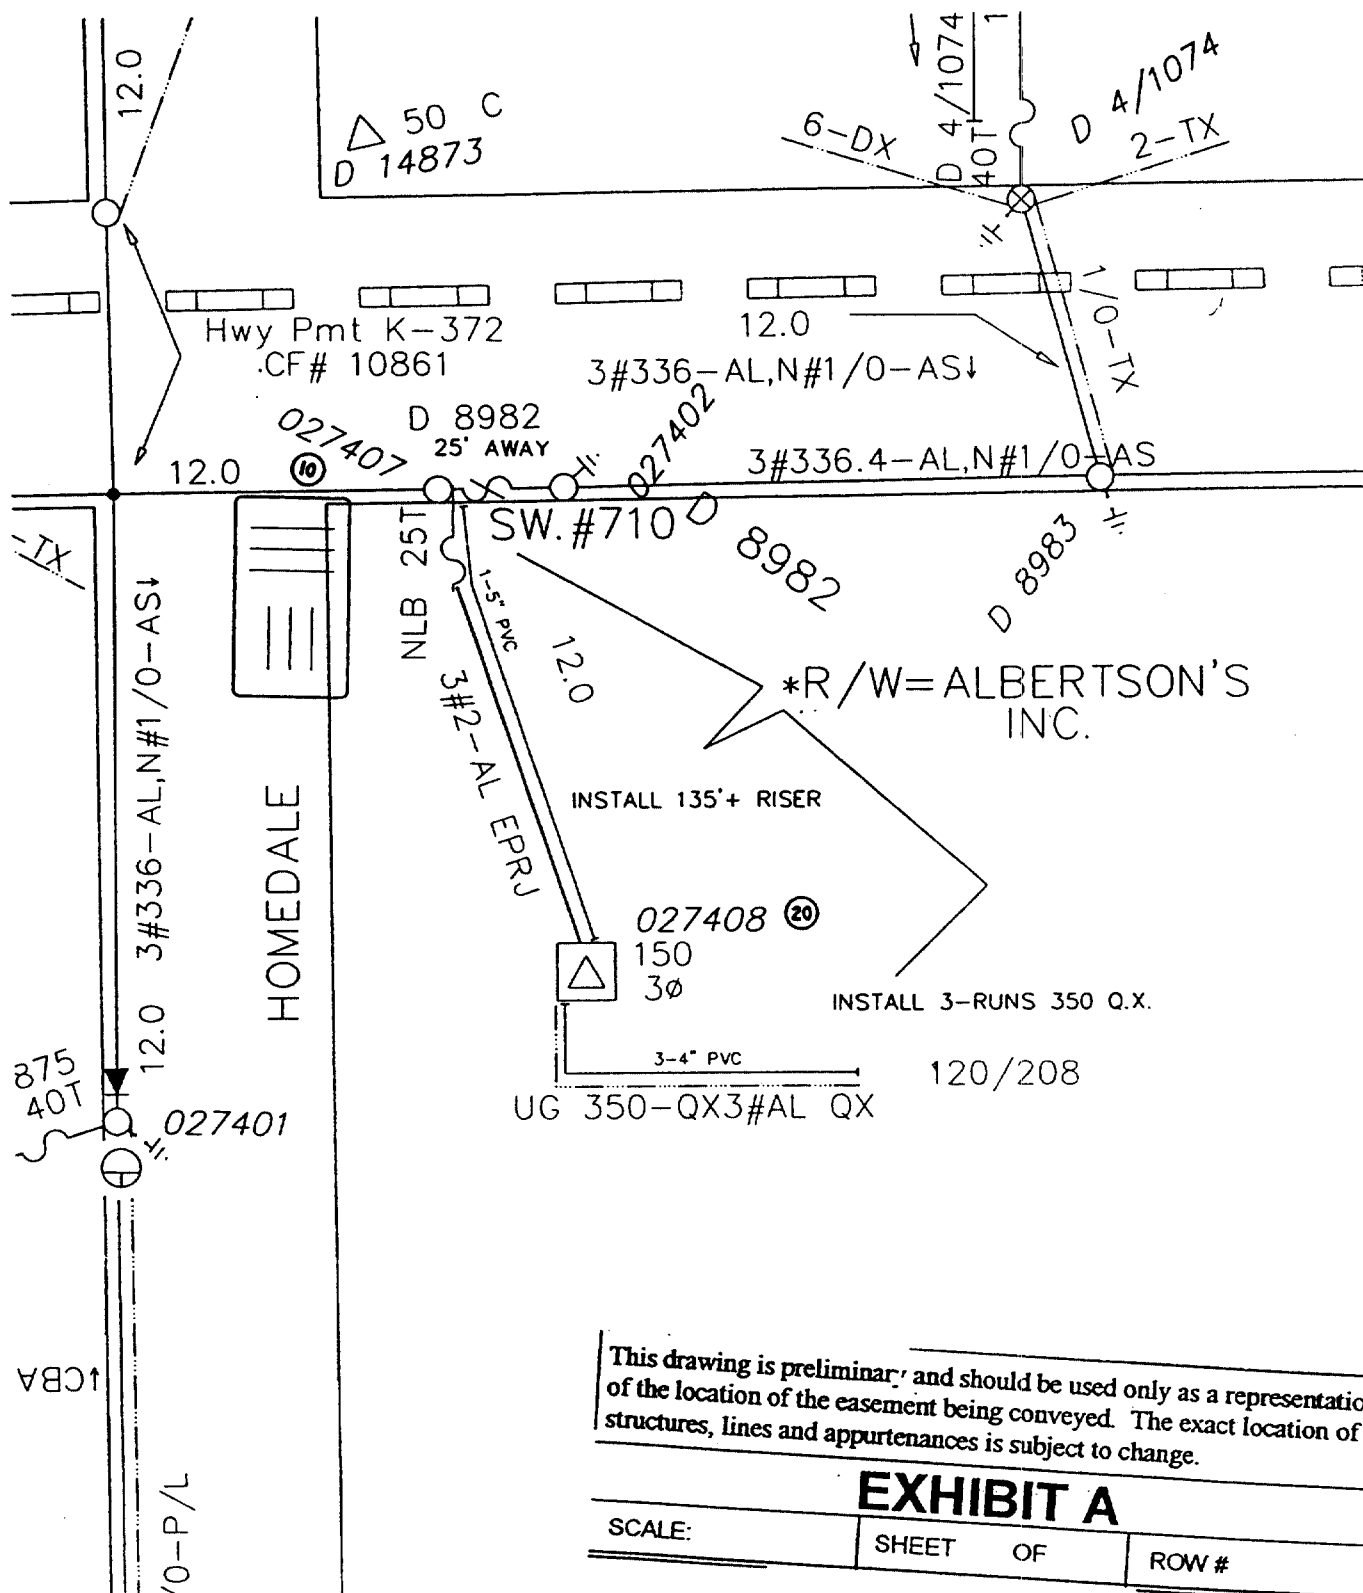 12.0
50 C
D 14873
D 4/1074
40T
1
D 4/1074
6-DX
2-TX
Hwy Pmt K-372
CF# 10861
12.0
3#336-AL,N#1/0-AS↓
1/0-TX
027407
D 8982
25' AWAY
027402
12.0
10
3#336.4-AL,N#1/0-AS
SW. #710
D 8982
D 8983
-TX
NLB 25T
1-5" PVC
12.0
3#2-AL EPRJ
*R/W=ALBERTSON'S
INC.
3#336-AL,N#1/0-AS↓
12.0
HOMEDALE
INSTALL 135'+ RISER
027408 20
150
3ø
INSTALL 3-RUNS 350 Q.X.
3-4" PVC
120/208
UG 350-QX3#AL QX
875
40T
027401
↑CBA
/0-P/L
This drawing is preliminary and should be used only as a representatio
of the location of the easement being conveyed. The exact location of
structures, lines and appurtenances is subject to change.
EXHIBIT A
SCALE:
SHEET OF
ROW #